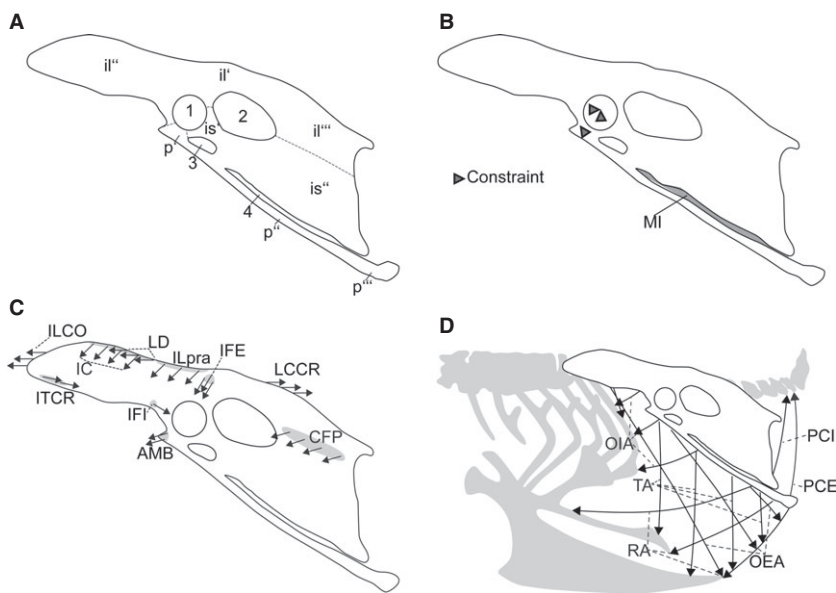 A
il“
il‘
1
2
is‘
il“‘
p‘
3
is“
4
p“
p“‘
B
Constraint
MI
C
ILCO
LD
IFE
ILpra
LCCR
IC
ITCR
IFI
CFP
AMB
D
OIA
PCI
TA
PCE
RA
OEA